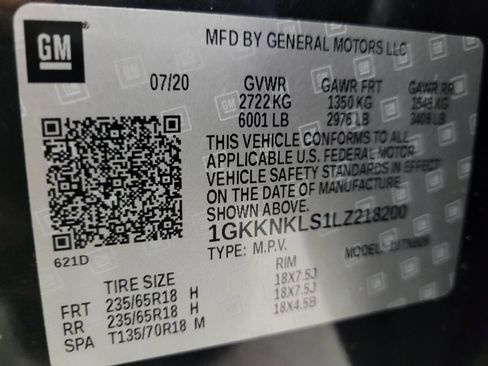 GM
MFD BY GENERAL MOTORS LLC
07/20 GVWR GAWR FRT GAWR RR
2722 KG 1350 KG 1546 KG
6001 LB 2976 LB 3408 LB
THIS VEHICLE CONFORMS TO ALL
APPLICABLE U.S. FEDERAL MOTOR
VEHICLE SAFETY STANDARDS IN EFFECT
ON THE DATE OF MANUFACTURE
SHOWN ABOVE
1GKKNKLS1LZ218200
TYPE: M.P.V. MODEL:
621D
TIRE SIZE RIM
FRT 235/65R18 H 18X7.5J
RR 235/65R18 H 18X7.5J
SPA T135/70R18 M 18X4.5B